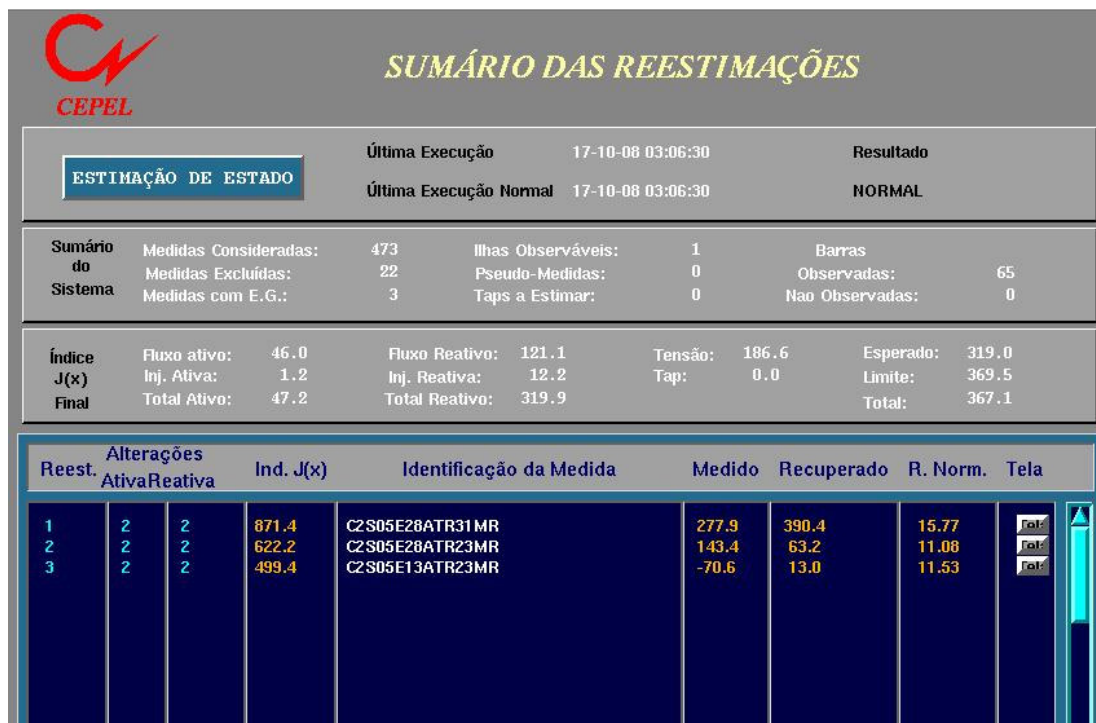 CEPEL
SUMÁRIO DAS REESTIMAÇÕES
ESTIMAÇÃO DE ESTADO
Última Execução 17-10-08 03:06:30 Resultado
Última Execução Normal 17-10-08 03:06:30 NORMAL
Sumário do Sistema
Medidas Consideradas: 473 Ilhas Observáveis: 1 Barras
Medidas Excluídas: 22 Pseudo-Medidas: 0 Observadas: 65
Medidas com E.G.: 3 Taps a Estimar: 0 Nao Observadas: 0
Índice J(x) Final
Fluxo ativo: 46.0 Fluxo Reativo: 121.1 Tensão: 186.6 Esperado: 319.0
Inj. Ativa: 1.2 Inj. Reativa: 12.2 Tap: 0.0 Limite: 369.5
Total Ativo: 47.2 Total Reativo: 319.9 Total: 367.1
Reest. Alterações Ativa Reativa Ind. J(x) Identificação da Medida Medido Recuperado R. Norm. Tela
1 2 2 871.4 C2S05E28ATR31MR 277.9 390.4 15.77
2 2 2 622.2 C2S05E28ATR23MR 143.4 63.2 11.08
3 2 2 499.4 C2S05E13ATR23MR -70.6 13.0 11.53